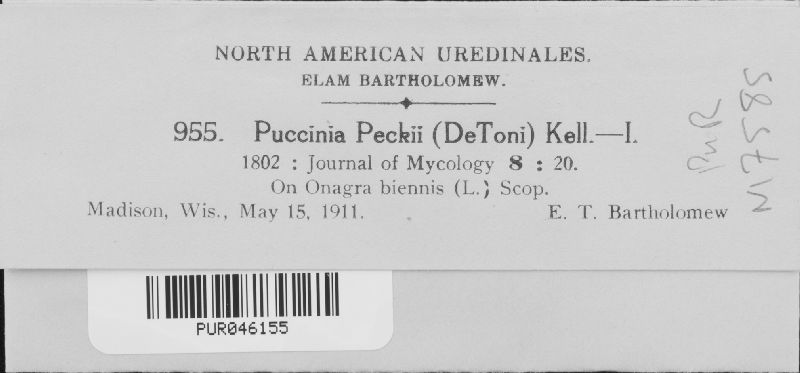 NORTH AMERICAN UREDINALES.
ELAM BARTHOLOMEW.
955. Puccinia Peckii (DeToni) Kell.—I.
1802 : Journal of Mycology 8 : 20.
On Onagra biennis (L.) Scop.
Madison, Wis., May 15, 1911. E. T. Bartholomew
PUR
PUR046155